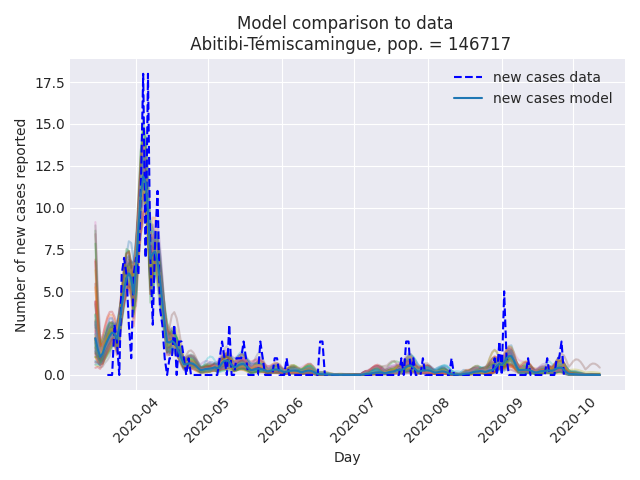 Model comparison to data
Abitibi-Témiscamingue, pop. = 146717
new cases data
new cases model
Number of new cases reported
17.5
15.0
12.5
10.0
7.5
5.0
2.5
0.0
2020-04
2020-05
2020-06
2020-07
2020-08
2020-09
2020-10
Day